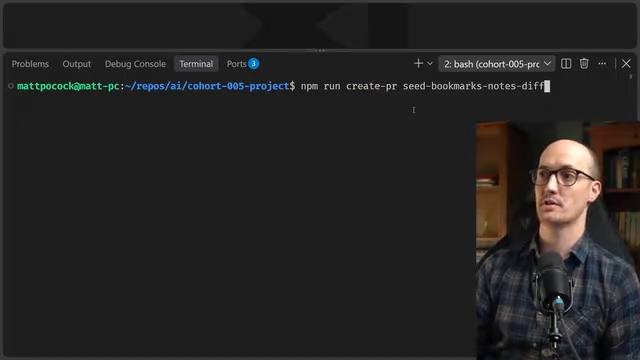 Problems Output Debug Console Terminal Ports 3
2: bash (cohort-005-prc
mattpocock@matt-pc:~/repos/ai/cohort-005-project$ npm run create-pr seed-bookmarks-notes-diff